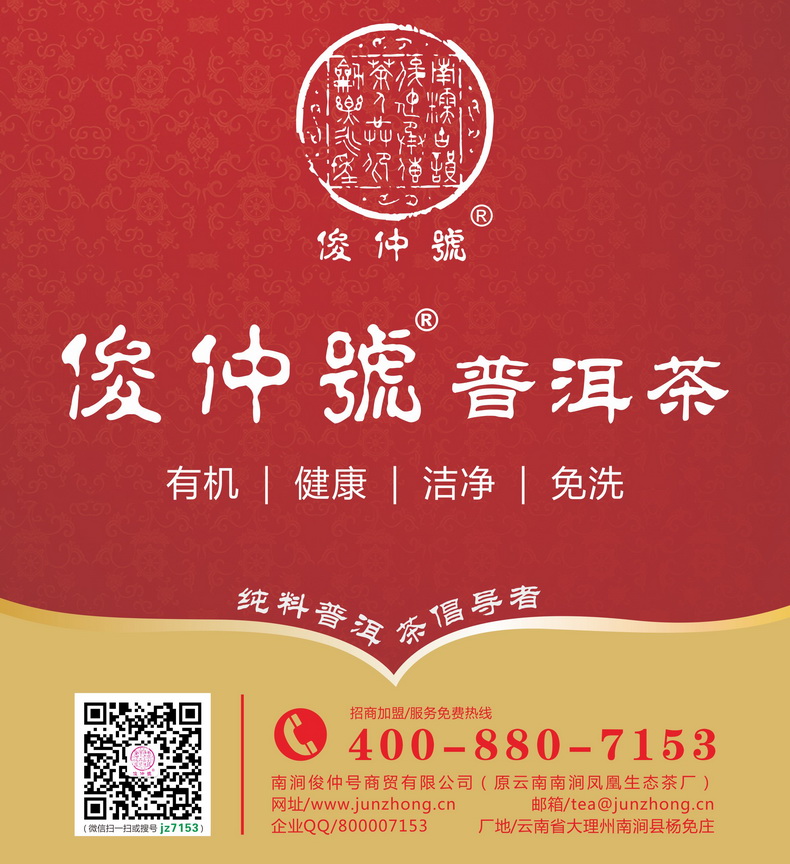 俊仲號®
俊仲號®普洱茶
有机 | 健康 | 洁净 | 免洗
纯料普洱 茶倡导者
招商加盟/服务免费热线
400-880-7153
南涧俊仲号商贸有限公司（原云南南涧凤凰生态茶厂）
网址/www.junzhong.cn 邮箱/tea@junzhong.cn
企业QQ/800007153 厂地/云南省大理州南涧县杨免庄
（微信扫一扫或搜号 jz7153）